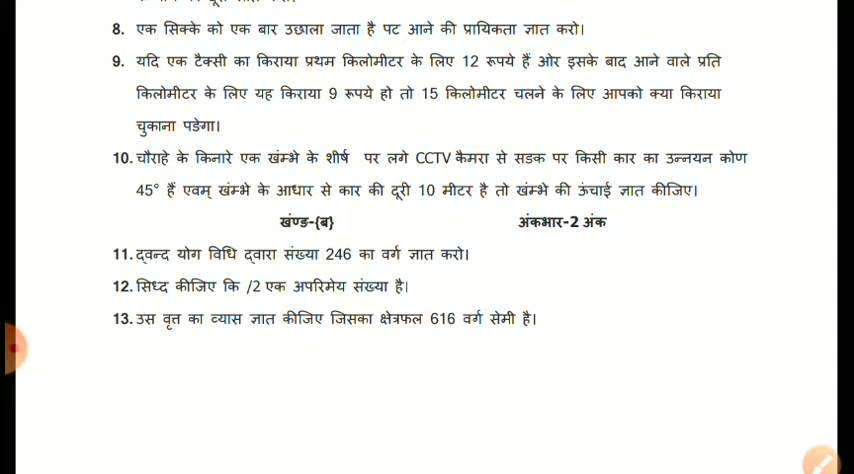 8. एक सिक्के को एक बार उछाला जाता है पट आने की प्रायिकता ज्ञात करो।
9. यदि एक टैक्सी का किराया प्रथम किलोमीटर के लिए 12 रूपये हैं ओर इसके बाद आने वाले प्रति
किलोमीटर के लिए यह किराया 9 रूपये हो तो 15 किलोमीटर चलने के लिए आपको क्या किराया
चुकाना पडेगा।
10. चौराहे के किनारे एक खंम्भे के शीर्ष पर लगे CCTV कैमरा से सडक पर किसी कार का उन्नयन कोण
45° हैं एवम् खंम्भे के आधार से कार की दूरी 10 मीटर है तो खंम्भे की ऊंचाई ज्ञात कीजिए।
खंण्ड-{ब} अंकभार-2 अंक
11. द्वन्द योग विधि द्वारा संख्या 246 का वर्ग ज्ञात करो।
12. सिध्द कीजिए कि /2 एक अपरिमेय संख्या है।
13. उस वृत्त का व्यास ज्ञात कीजिए जिसका क्षेत्रफल 616 वर्ग सेमी है।